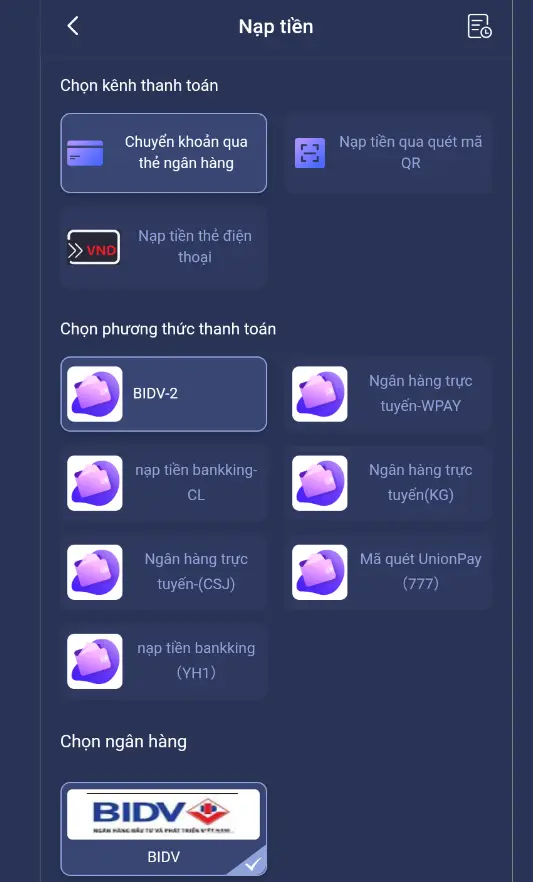 Nạp tiền
Chọn kênh thanh toán
Chuyển khoản qua
thẻ ngân hàng
Nạp tiền qua quét mã
QR
VND
Nạp tiền thẻ điện
thoại
Chọn phương thức thanh toán
BIDV-2
Ngân hàng trực
tuyến-WPAY
nạp tiền bankking-
CL
Ngân hàng trực
tuyến(KG)
Ngân hàng trực
tuyến-(CSJ)
Mã quét UnionPay
（777）
nạp tiền bankking
（YH1）
Chọn ngân hàng
BIDV
NGÂN HÀNG ĐẦU TƯ VÀ PHÁT TRIỂN VIỆT NAM
BIDV